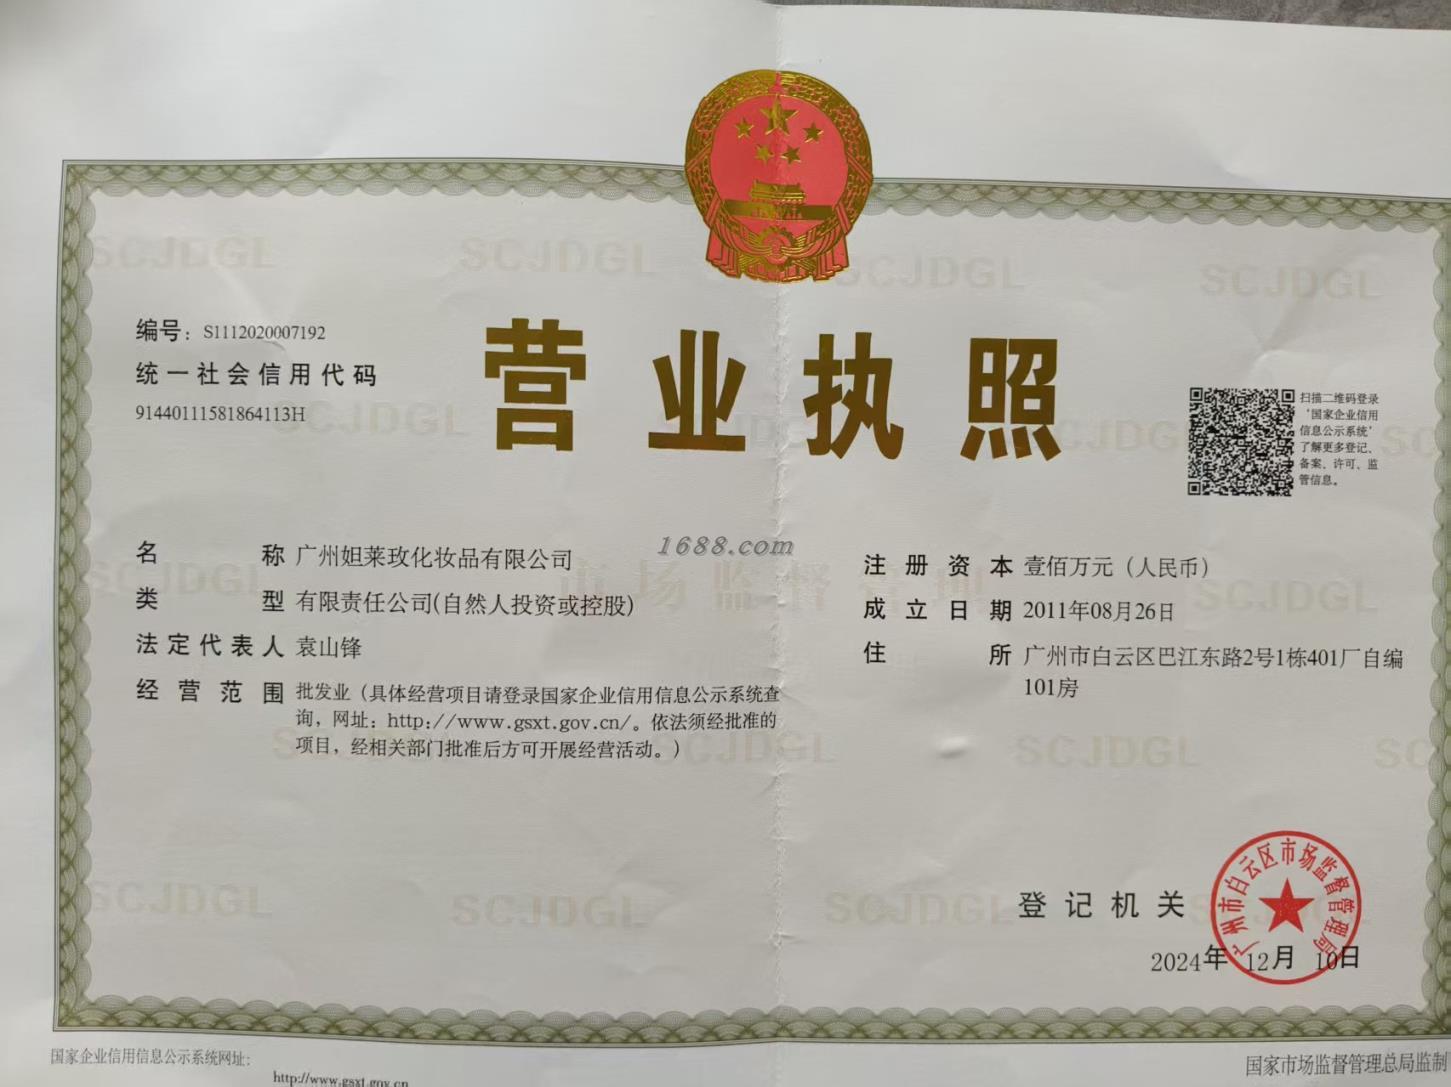 编号：S1112020007192
统一社会信用代码
91440111581864113H
营业执照
扫描二维码登录
‘国家企业信用
信息公示系统’
了解更多登记、
备案、许可、监
管信息。
1688.com
名称 广州妲莱玫化妆品有限公司
类型 有限责任公司(自然人投资或控股)
法定代表人 袁山锋
经营范围 批发业（具体经营项目请登录国家企业信用信息公示系统查
询，网址：http://www.gsxt.gov.cn/。依法须经批准的
项目，经相关部门批准后方可开展经营活动。）
注册资本 壹佰万元（人民币）
成立日期 2011年08月26日
住所 广州市白云区巴江东路2号1栋401厂自编
101房
登记机关
广州市白云区市场监督管理局
2024年12月10日
国家企业信用信息公示系统网址：
http://www.gsxt.gov.cn
国家市场监督管理总局监制
SCJDGL
市场监督管理